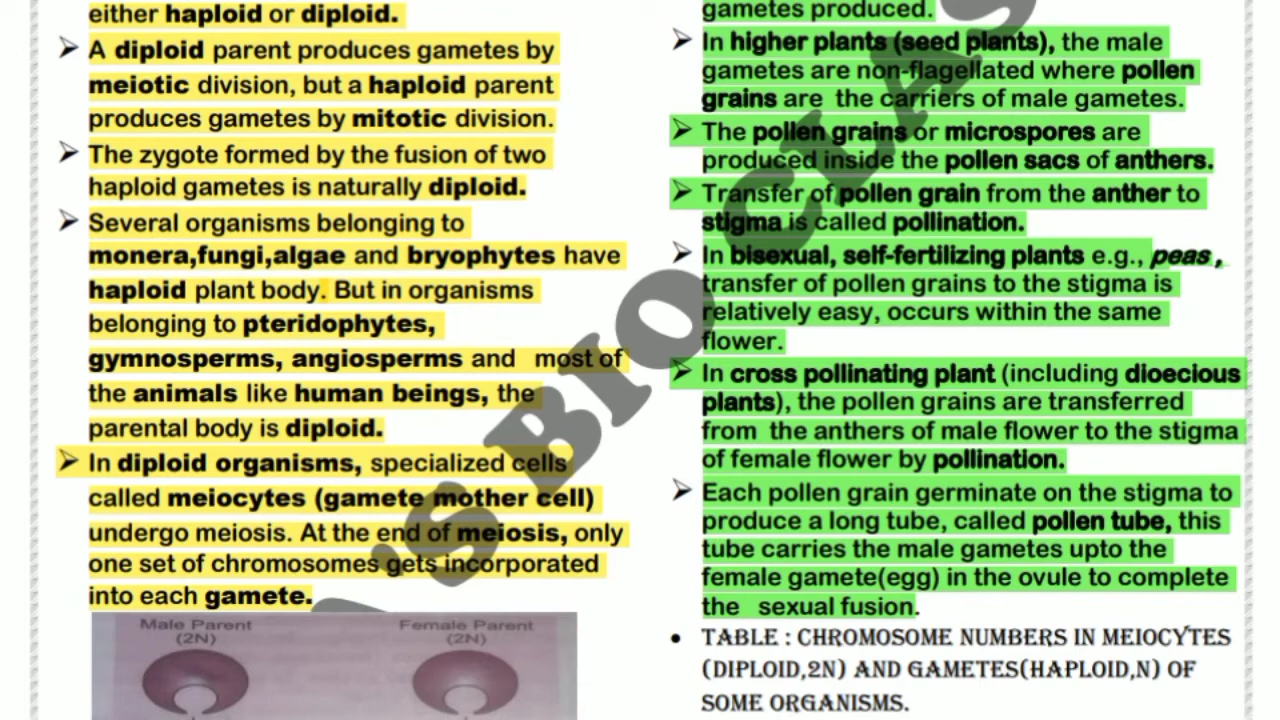 either haploid or diploid.
➢ A diploid parent produces gametes by
meiotic division, but a haploid parent
produces gametes by mitotic division.
➢ The zygote formed by the fusion of two
haploid gametes is naturally diploid.
➢ Several organisms belonging to
monera,fungi,algae and bryophytes have
haploid plant body. But in organisms
belonging to pteridophytes,
gymnosperms, angiosperms and most of
the animals like human beings, the
parental body is diploid.
➢ In diploid organisms, specialized cells
called meiocytes (gamete mother cell)
undergo meiosis. At the end of meiosis, only
one set of chromosomes gets incorporated
into each gamete.
Male Parent
(2N)
Female Parent
(2N)
gametes produced.
➢ In higher plants (seed plants), the male
gametes are non-flagellated where pollen
grains are the carriers of male gametes.
➢ The pollen grains or microspores are
produced inside the pollen sacs of anthers.
➢ Transfer of pollen grain from the anther to
stigma is called pollination.
➢ In bisexual, self-fertilizing plants e.g., peas,
transfer of pollen grains to the stigma is
relatively easy, occurs within the same
flower.
➢ In cross pollinating plant (including dioecious
plants), the pollen grains are transferred
from the anthers of male flower to the stigma
of female flower by pollination.
➢ Each pollen grain germinate on the stigma to
produce a long tube, called pollen tube, this
tube carries the male gametes upto the
female gamete(egg) in the ovule to complete
the sexual fusion.
• TABLE : CHROMOSOME NUMBERS IN MEIOCYTES
(DIPLOID,2N) AND GAMETES(HAPLOID,N) OF
SOME ORGANISMS.
A'S BIO CLAS